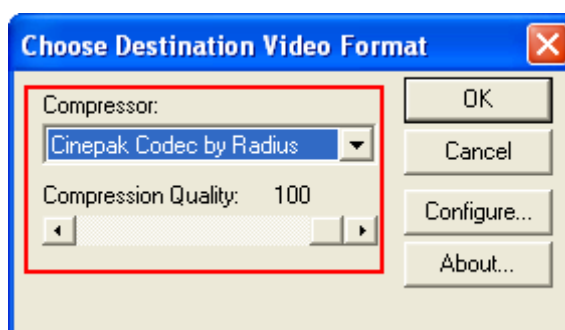 Choose Destination Video Format
Compressor:
Cinepak Codec by Radius
Compression Quality: 100
OK
Cancel
Configure...
About...